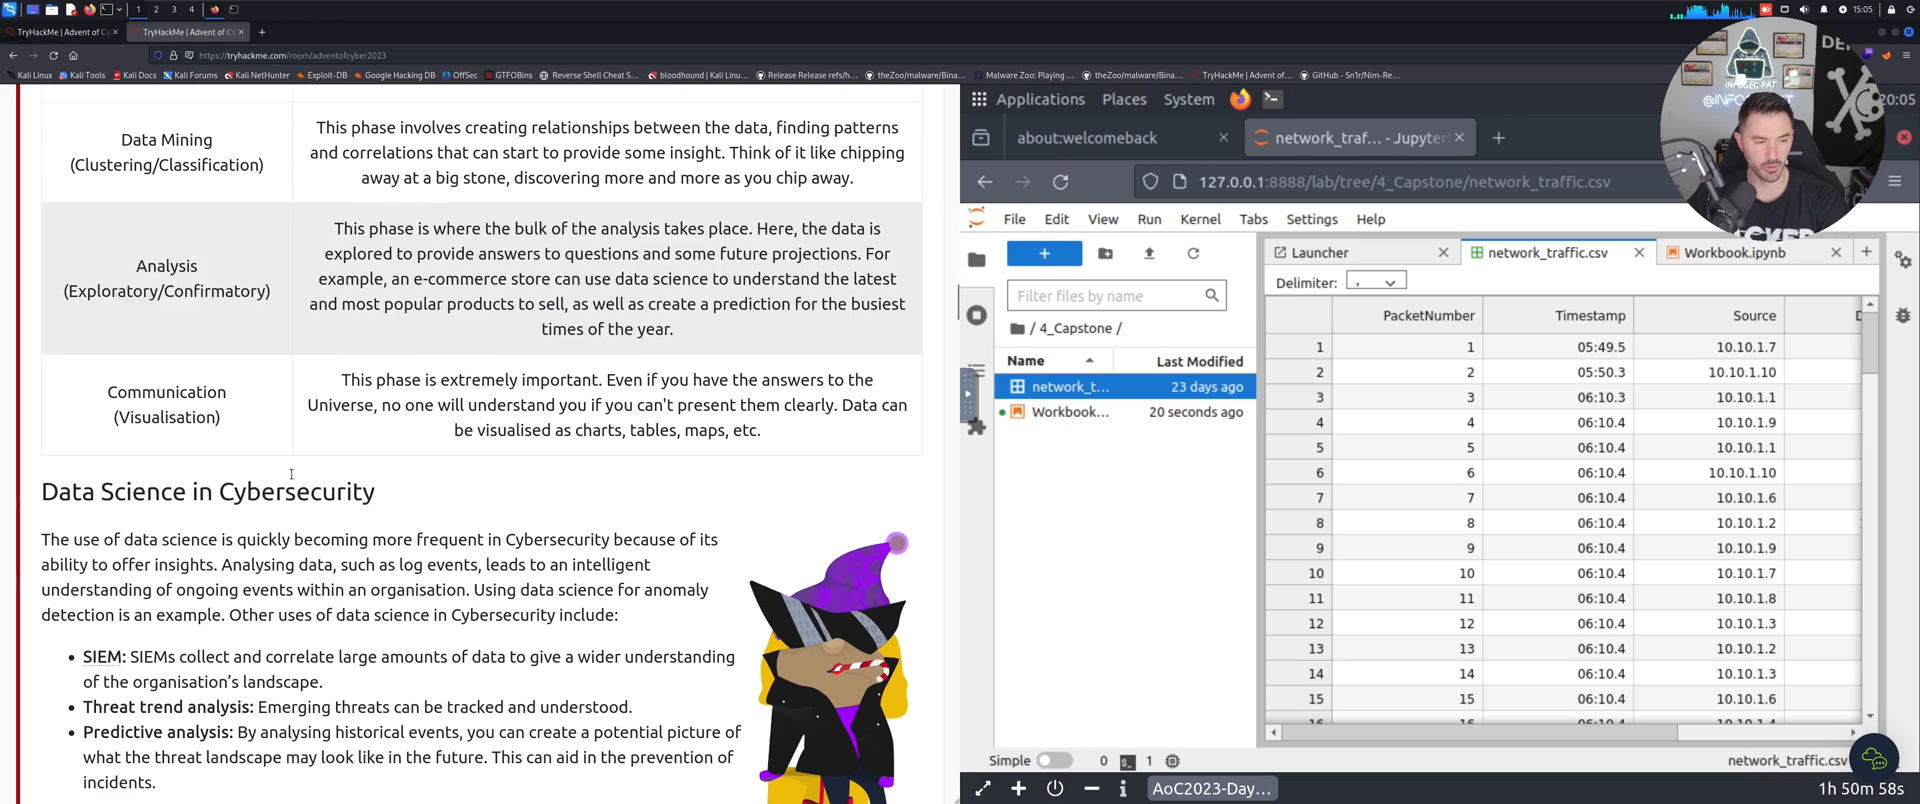 1 2 3 4
15:05
TryHackMe | Advent of Cy
TryHackMe | Advent of Cy
https://tryhackme.com/room/adventofcyber2023
Kali Linux Kali Tools Kali Docs Kali Forums Kali NetHunter Exploit-DB Google Hacking DB OffSec GTFOBins Reverse Shell Cheat S... bloodhound | Kali Linu... Release Release refs/h... theZoo/malware/Bina... Malware Zoo: Playing ... theZoo/malware/Bina... TryHackMe | Advent of... GitHub - Sn1r/Nim-Re...
Data Mining
(Clustering/Classification)
This phase involves creating relationships between the data, finding patterns
and correlations that can start to provide some insight. Think of it like chipping
away at a big stone, discovering more and more as you chip away.
Analysis
(Exploratory/Confirmatory)
This phase is where the bulk of the analysis takes place. Here, the data is
explored to provide answers to questions and some future projections. For
example, an e-commerce store can use data science to understand the latest
and most popular products to sell, as well as create a prediction for the busiest
times of the year.
Communication
(Visualisation)
This phase is extremely important. Even if you have the answers to the
Universe, no one will understand you if you can't present them clearly. Data can
be visualised as charts, tables, maps, etc.
Data Science in Cybersecurity
The use of data science is quickly becoming more frequent in Cybersecurity because of its
ability to offer insights. Analysing data, such as log events, leads to an intelligent
understanding of ongoing events within an organisation. Using data science for anomaly
detection is an example. Other uses of data science in Cybersecurity include:
• SIEM: SIEMs collect and correlate large amounts of data to give a wider understanding
of the organisation's landscape.
• Threat trend analysis: Emerging threats can be tracked and understood.
• Predictive analysis: By analysing historical events, you can create a potential picture of
what the threat landscape may look like in the future. This can aid in the prevention of
incidents.
Applications Places System
20:05
about:welcomeback
network_traf... - Jupyter
127.0.0.1:8888/lab/tree/4_Capstone/network_traffic.csv
File Edit View Run Kernel Tabs Settings Help
Filter files by name
/ 4_Capstone /
Name Last Modified
network_t... 23 days ago
Workbook... 20 seconds ago
Launcher network_traffic.csv Workbook.ipynb
Delimiter: ,
PacketNumber Timestamp Source D
1 1 05:49.5 10.10.1.7
2 2 05:50.3 10.10.1.10
3 3 06:10.3 10.10.1.1
4 4 06:10.4 10.10.1.9
5 5 06:10.4 10.10.1.1
6 6 06:10.4 10.10.1.10
7 7 06:10.4 10.10.1.6
8 8 06:10.4 10.10.1.2
9 9 06:10.4 10.10.1.9
10 10 06:10.4 10.10.1.7
11 11 06:10.4 10.10.1.8
12 12 06:10.4 10.10.1.3
13 13 06:10.4 10.10.1.2
14 14 06:10.4 10.10.1.3
15 15 06:10.4 10.10.1.6
16 16 06:10.4 10.10.1.4
Simple 0 1 network_traffic.csv
AoC2023-Day... 1h 50m 58s
INFOSEC PAT
DE